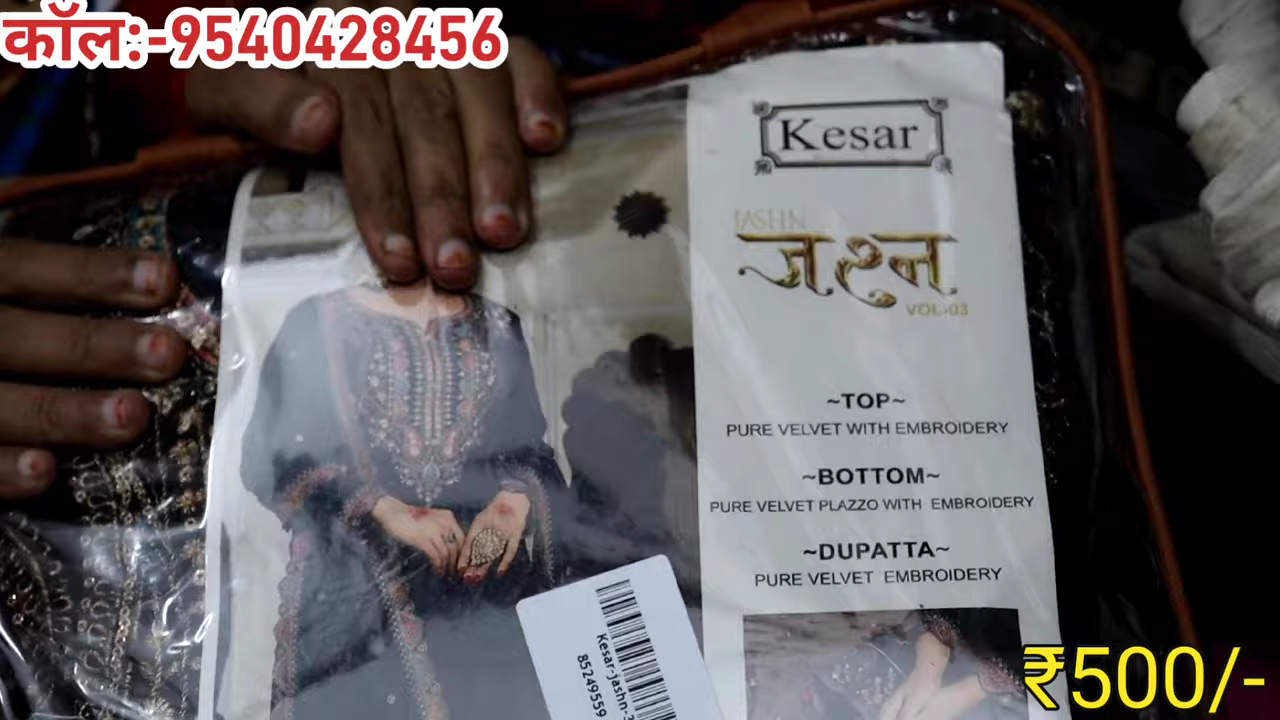 कॉलः-9540428456
Kesar
JASHN
जश्न
VOL-03
~TOP~
PURE VELVET WITH EMBROIDERY
~BOTTOM~
PURE VELVET PLAZZO WITH EMBROIDERY
~DUPATTA~
PURE VELVET EMBROIDERY
Kesar-jashn-3
85249559
₹500/-